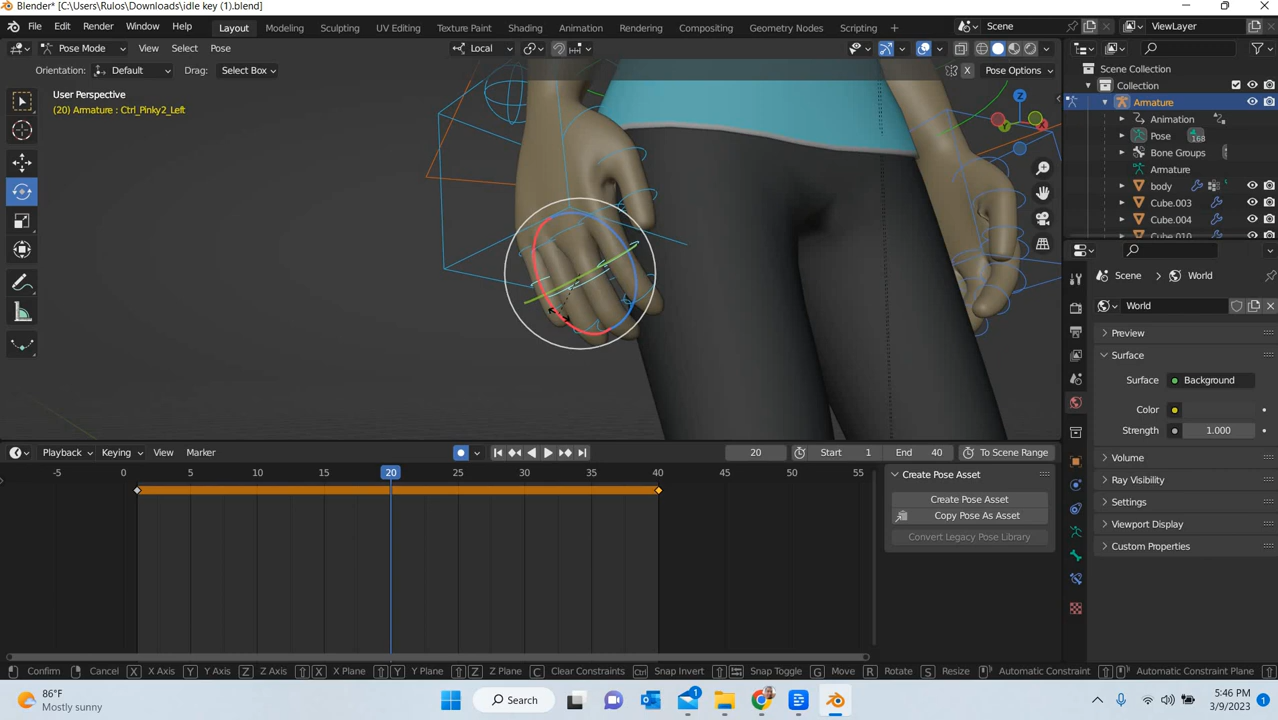 Blender* [C:\Users\Rulos\Downloads\idle key (1).blend]
File Edit Render Window Help Layout Modeling Sculpting UV Editing Texture Paint Shading Animation Rendering Compositing Geometry Nodes Scripting + Scene ViewLayer
Pose Mode View Select Pose Local
Orientation: Default Drag: Select Box X Pose Options
User Perspective
(20) Armature : Ctrl_Pinky2_Left
Z
Scene Collection
Collection
Armature
Animation
Pose 168
Bone Groups
Armature
body
Cube.003
Cube.004
Cube.010
Scene World
World
Preview
Surface
Surface Background
Color
Strength 1.000
Volume
Ray Visibility
Settings
Viewport Display
Custom Properties
Playback Keying View Marker 20 Start 1 End 40 To Scene Range
-5 0 5 10 15 20 25 30 35 40 45 50 55
Create Pose Asset
Create Pose Asset
Copy Pose As Asset
Convert Legacy Pose Library
Confirm Cancel X X Axis Y Y Axis Z Z Axis X X Plane Y Y Plane Z Z Plane C Clear Constraints Ctrl Snap Invert Snap Toggle G Move R Rotate S Resize Automatic Constraint Automatic Constraint Plane
86°F
Mostly sunny
Search
1
5:46 PM
3/9/2023
1